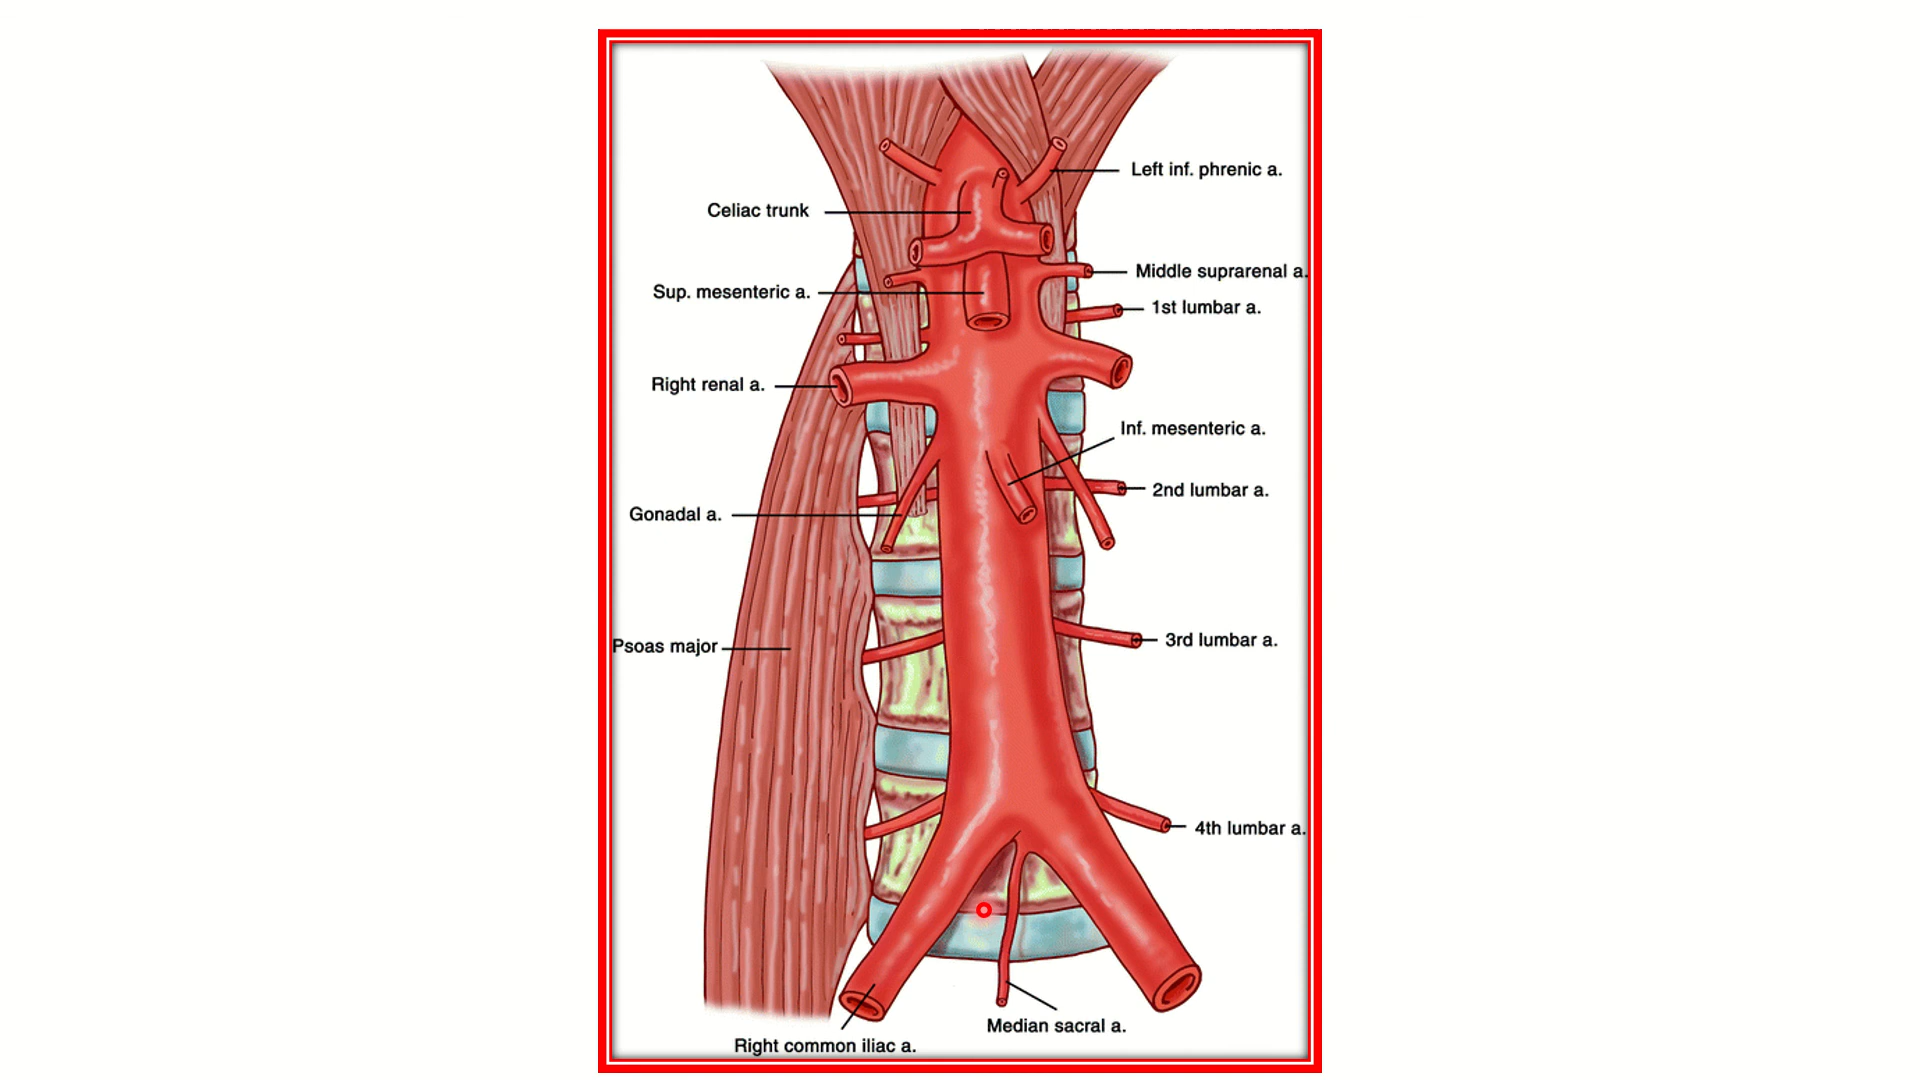 Left inf. phrenic a.
Celiac trunk
Middle suprarenal a.
Sup. mesenteric a.
1st lumbar a.
Right renal a.
Inf. mesenteric a.
2nd lumbar a.
Gonadal a.
3rd lumbar a.
Psoas major
4th lumbar a.
Median sacral a.
Right common iliac a.